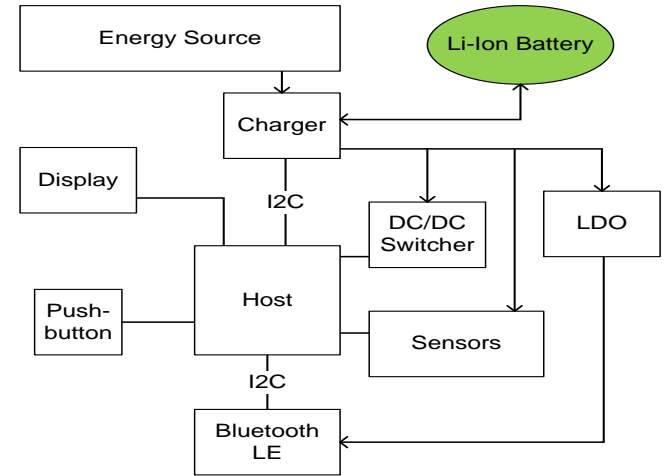 Energy Source
Li-Ion Battery
Charger
Display
I2C
DC/DC
Switcher
LDO
Host
Push-
button
Sensors
I2C
Bluetooth
LE